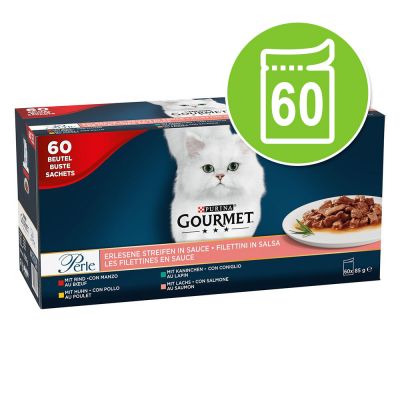 60
60
BEUTEL
BUSTE
SACHETS
PURINA
GOURMET
Perle
ERLESENE STREIFEN IN SAUCE • FILETTINI IN SALSA
LES FILETTINES EN SAUCE
MIT RIND • CON MANZO
AU BŒUF
MIT HUHN • CON POLLO
AU POULET
MIT KANINCHEN • CON CONIGLIO
AU LAPIN
MIT LACHS • CON SALMONE
AU SAUMON
60x 85 g e